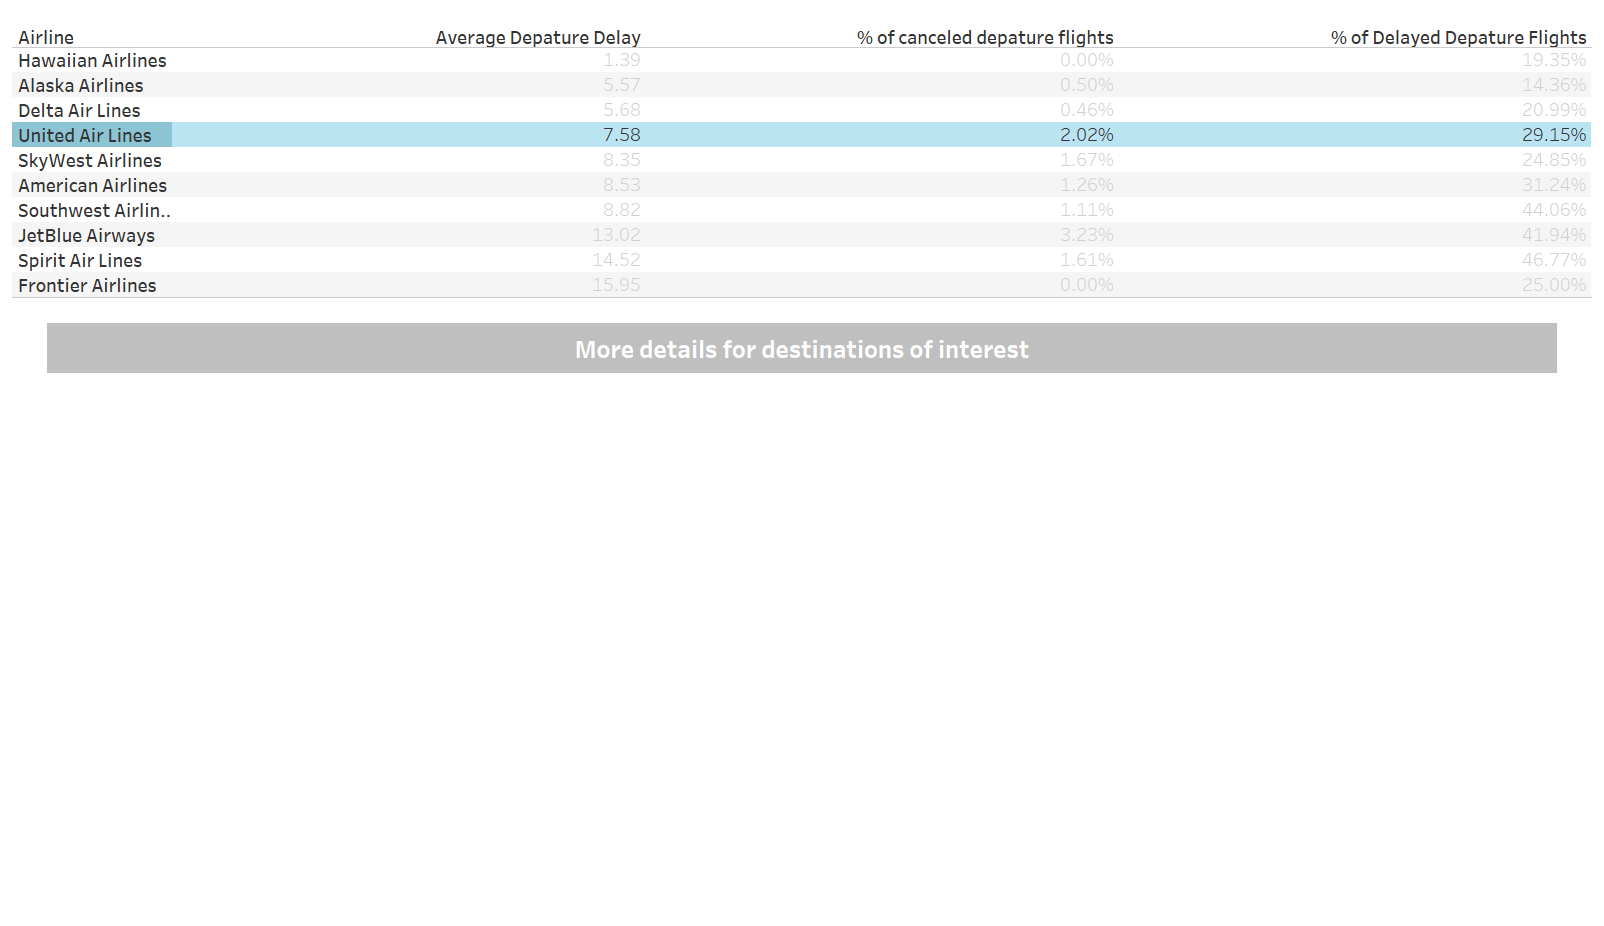 Airline Average Depature Delay % of canceled depature flights % of Delayed Depature Flights
Hawaiian Airlines 1.39 0.00% 19.35%
Alaska Airlines 5.57 0.50% 14.36%
Delta Air Lines 5.68 0.46% 20.99%
United Air Lines 7.58 2.02% 29.15%
SkyWest Airlines 8.35 1.67% 24.85%
American Airlines 8.53 1.26% 31.24%
Southwest Airlin.. 8.82 1.11% 44.06%
JetBlue Airways 13.02 3.23% 41.94%
Spirit Air Lines 14.52 1.61% 46.77%
Frontier Airlines 15.95 0.00% 25.00%
More details for destinations of interest